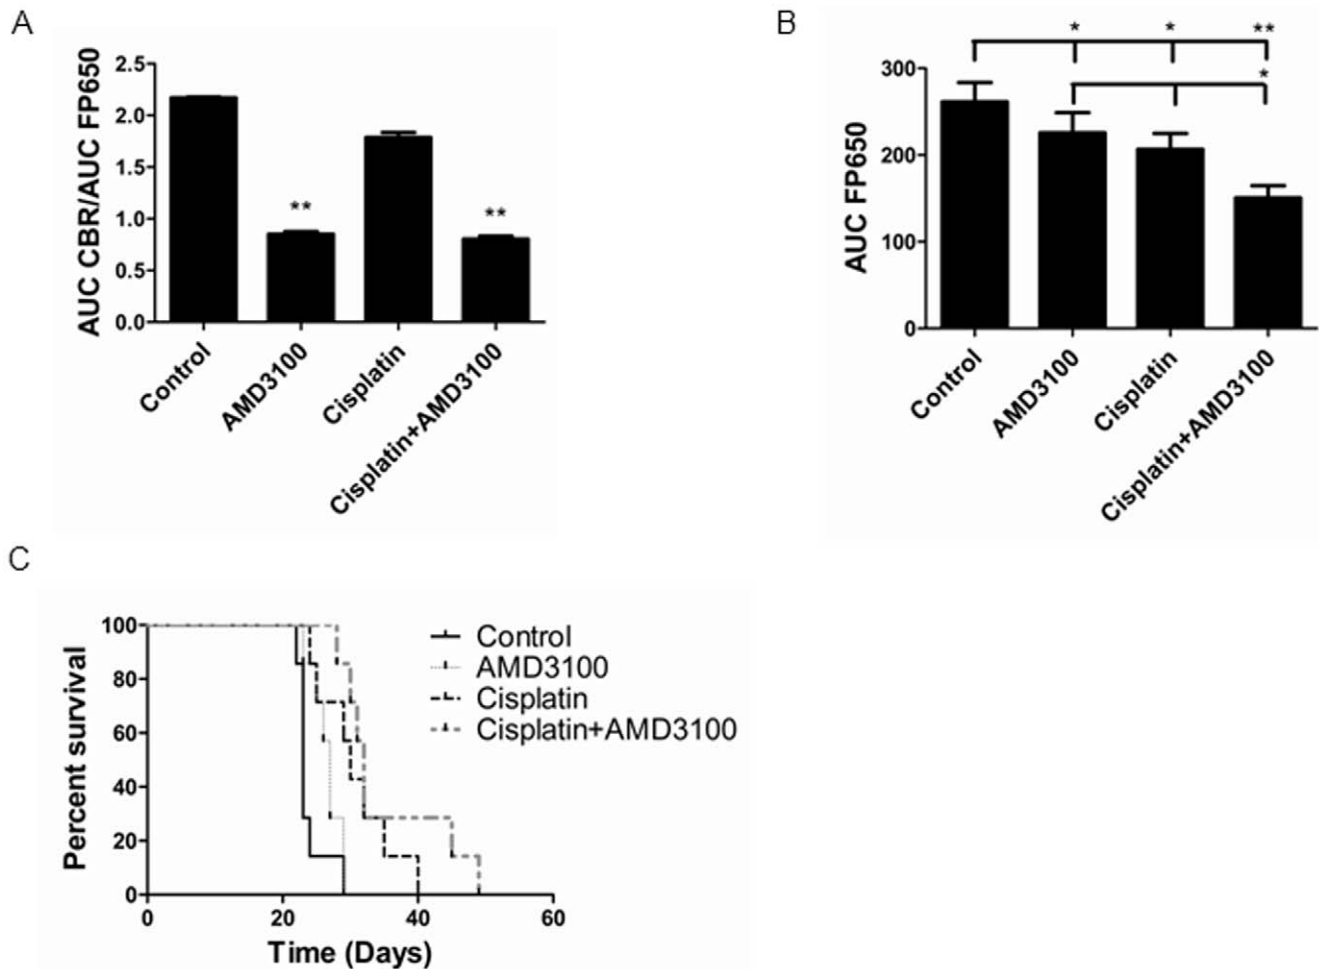 A
AUC CBR/AUC FP650
2.5
2.0
1.5
1.0
0.5
0.0
**
**
Control
AMD3100
Cisplatin
Cisplatin+AMD3100
B
AUC FP650
300
200
100
0
*
*
**
*
Control
AMD3100
Cisplatin
Cisplatin+AMD3100
C
Percent survival
100
80
60
40
20
0
0
20
40
60
Time (Days)
Control
AMD3100
Cisplatin
Cisplatin+AMD3100